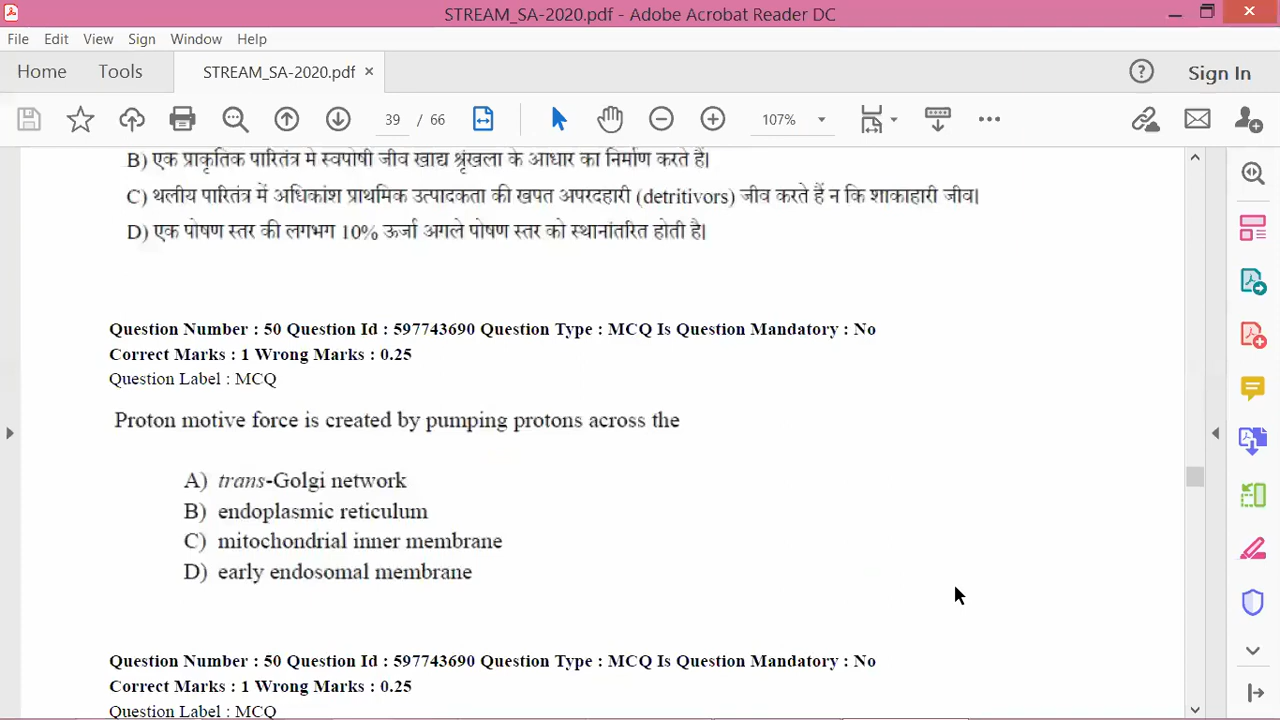 STREAM_SA-2020.pdf - Adobe Acrobat Reader DC
File Edit View Sign Window Help
Home Tools STREAM_SA-2020.pdf × Sign In
39 / 66 107%
B) एक प्राकृतिक पारितंत्र मे स्वपोषी जीव खाद्य श्रृंखला के आधार का निर्माण करते हैं।
C) थलीय पारितंत्र में अधिकांश प्राथमिक उत्पादकता की खपत अपरदहारी (detritivors) जीव करते हैं न कि शाकाहारी जीव।
D) एक पोषण स्तर की लगभग 10% ऊर्जा अगले पोषण स्तर को स्थानांतरित होती है।
Question Number : 50 Question Id : 597743690 Question Type : MCQ Is Question Mandatory : No
Correct Marks : 1 Wrong Marks : 0.25
Question Label : MCQ
Proton motive force is created by pumping protons across the
A) trans-Golgi network
B) endoplasmic reticulum
C) mitochondrial inner membrane
D) early endosomal membrane
Question Number : 50 Question Id : 597743690 Question Type : MCQ Is Question Mandatory : No
Correct Marks : 1 Wrong Marks : 0.25
Question Label : MCQ